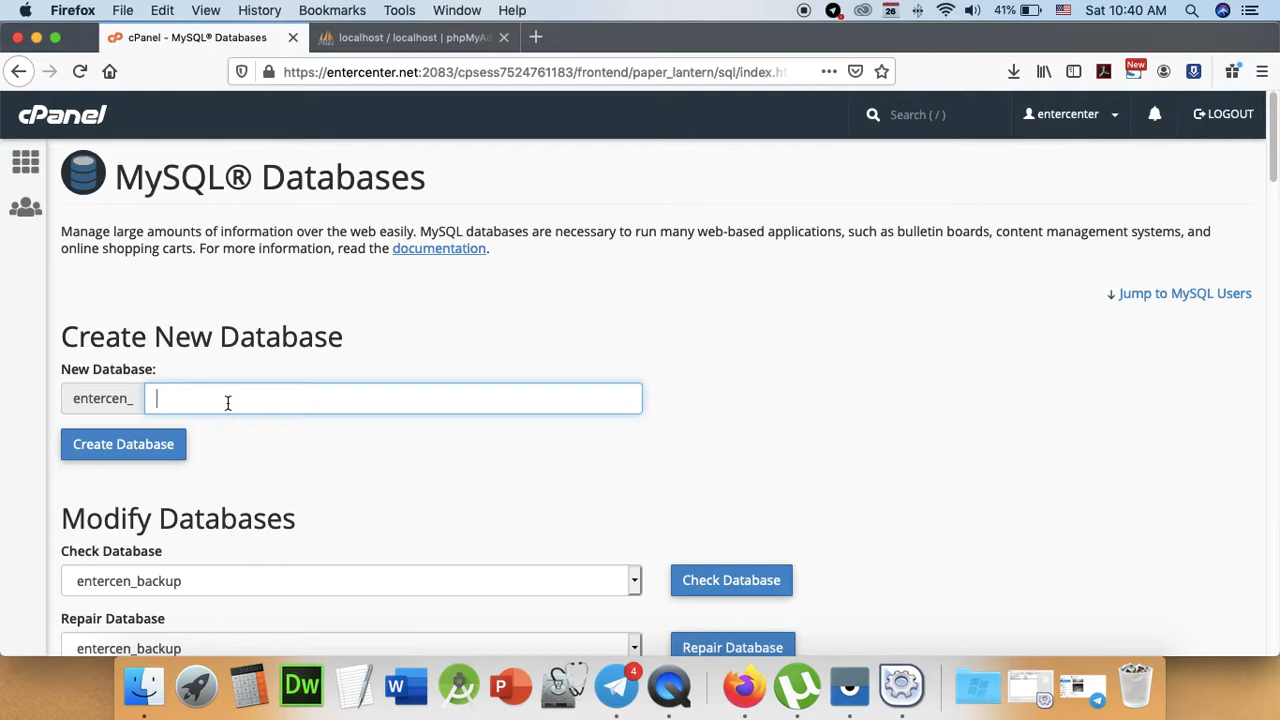 Firefox File Edit View History Bookmarks Tools Window Help 26 41% Sat 10:40 AM
cPanel - MySQL® Databases localhost / localhost | phpMyAd
https://entercenter.net:2083/cpsess7524761183/frontend/paper_lantern/sql/index.ht New
cPanel Search ( / ) entercenter LOGOUT
MySQL® Databases
Manage large amounts of information over the web easily. MySQL databases are necessary to run many web-based applications, such as bulletin boards, content management systems, and
online shopping carts. For more information, read the documentation.
Jump to MySQL Users
Create New Database
New Database:
entercen_
Create Database
Modify Databases
Check Database
entercen_backup Check Database
Repair Database
entercen_backup Repair Database
Dw W P 4